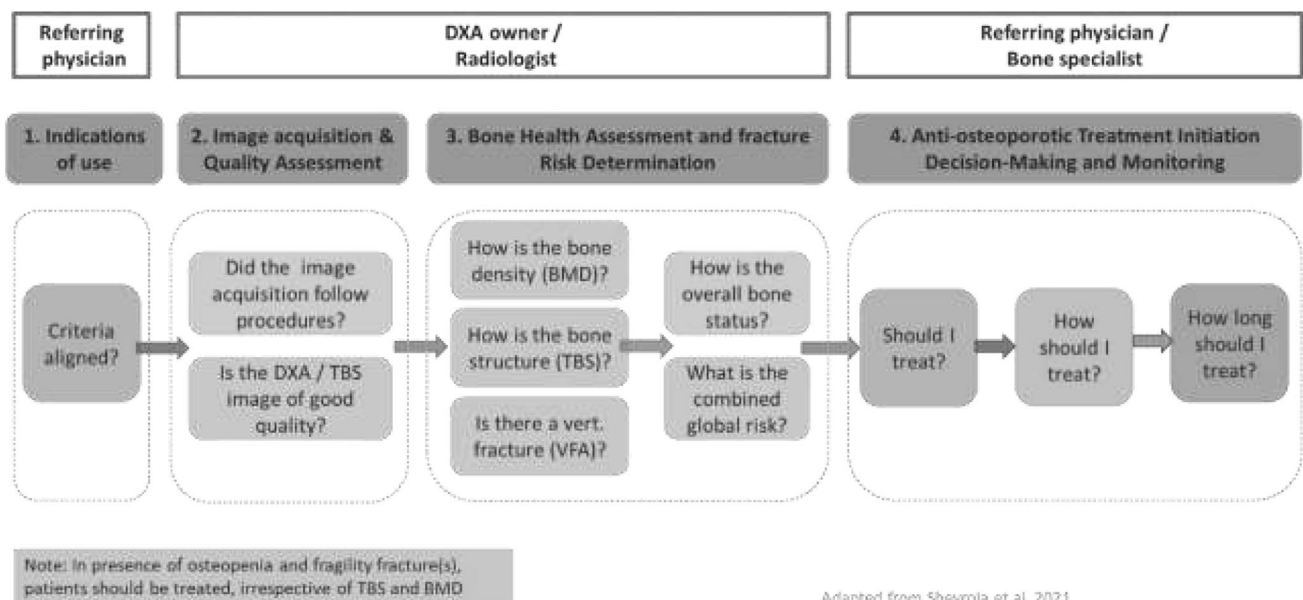 Referring
physician
DXA owner /
Radiologist
Referring physician /
Bone specialist
1. Indications
of use
2. Image acquisition &
Quality Assessment
3. Bone Health Assessment and fracture
Risk Determination
4. Anti-osteoporotic Treatment Initiation
Decision-Making and Monitoring
Criteria
aligned?
Did the image
acquisition follow
procedures?
Is the DXA / TBS
image of good
quality?
How is the bone
density (BMD)?
How is the bone
structure (TBS)?
Is there a vert.
fracture (VFA)?
How is the
overall bone
status?
What is the
combined
global risk?
Should I
treat?
How
should I
treat?
How long
should I
treat?
Note: In presence of osteopenia and fragility fracture(s),
patients should be treated, irrespective of TBS and BMD
Adapted from Shevroja et al. 2021